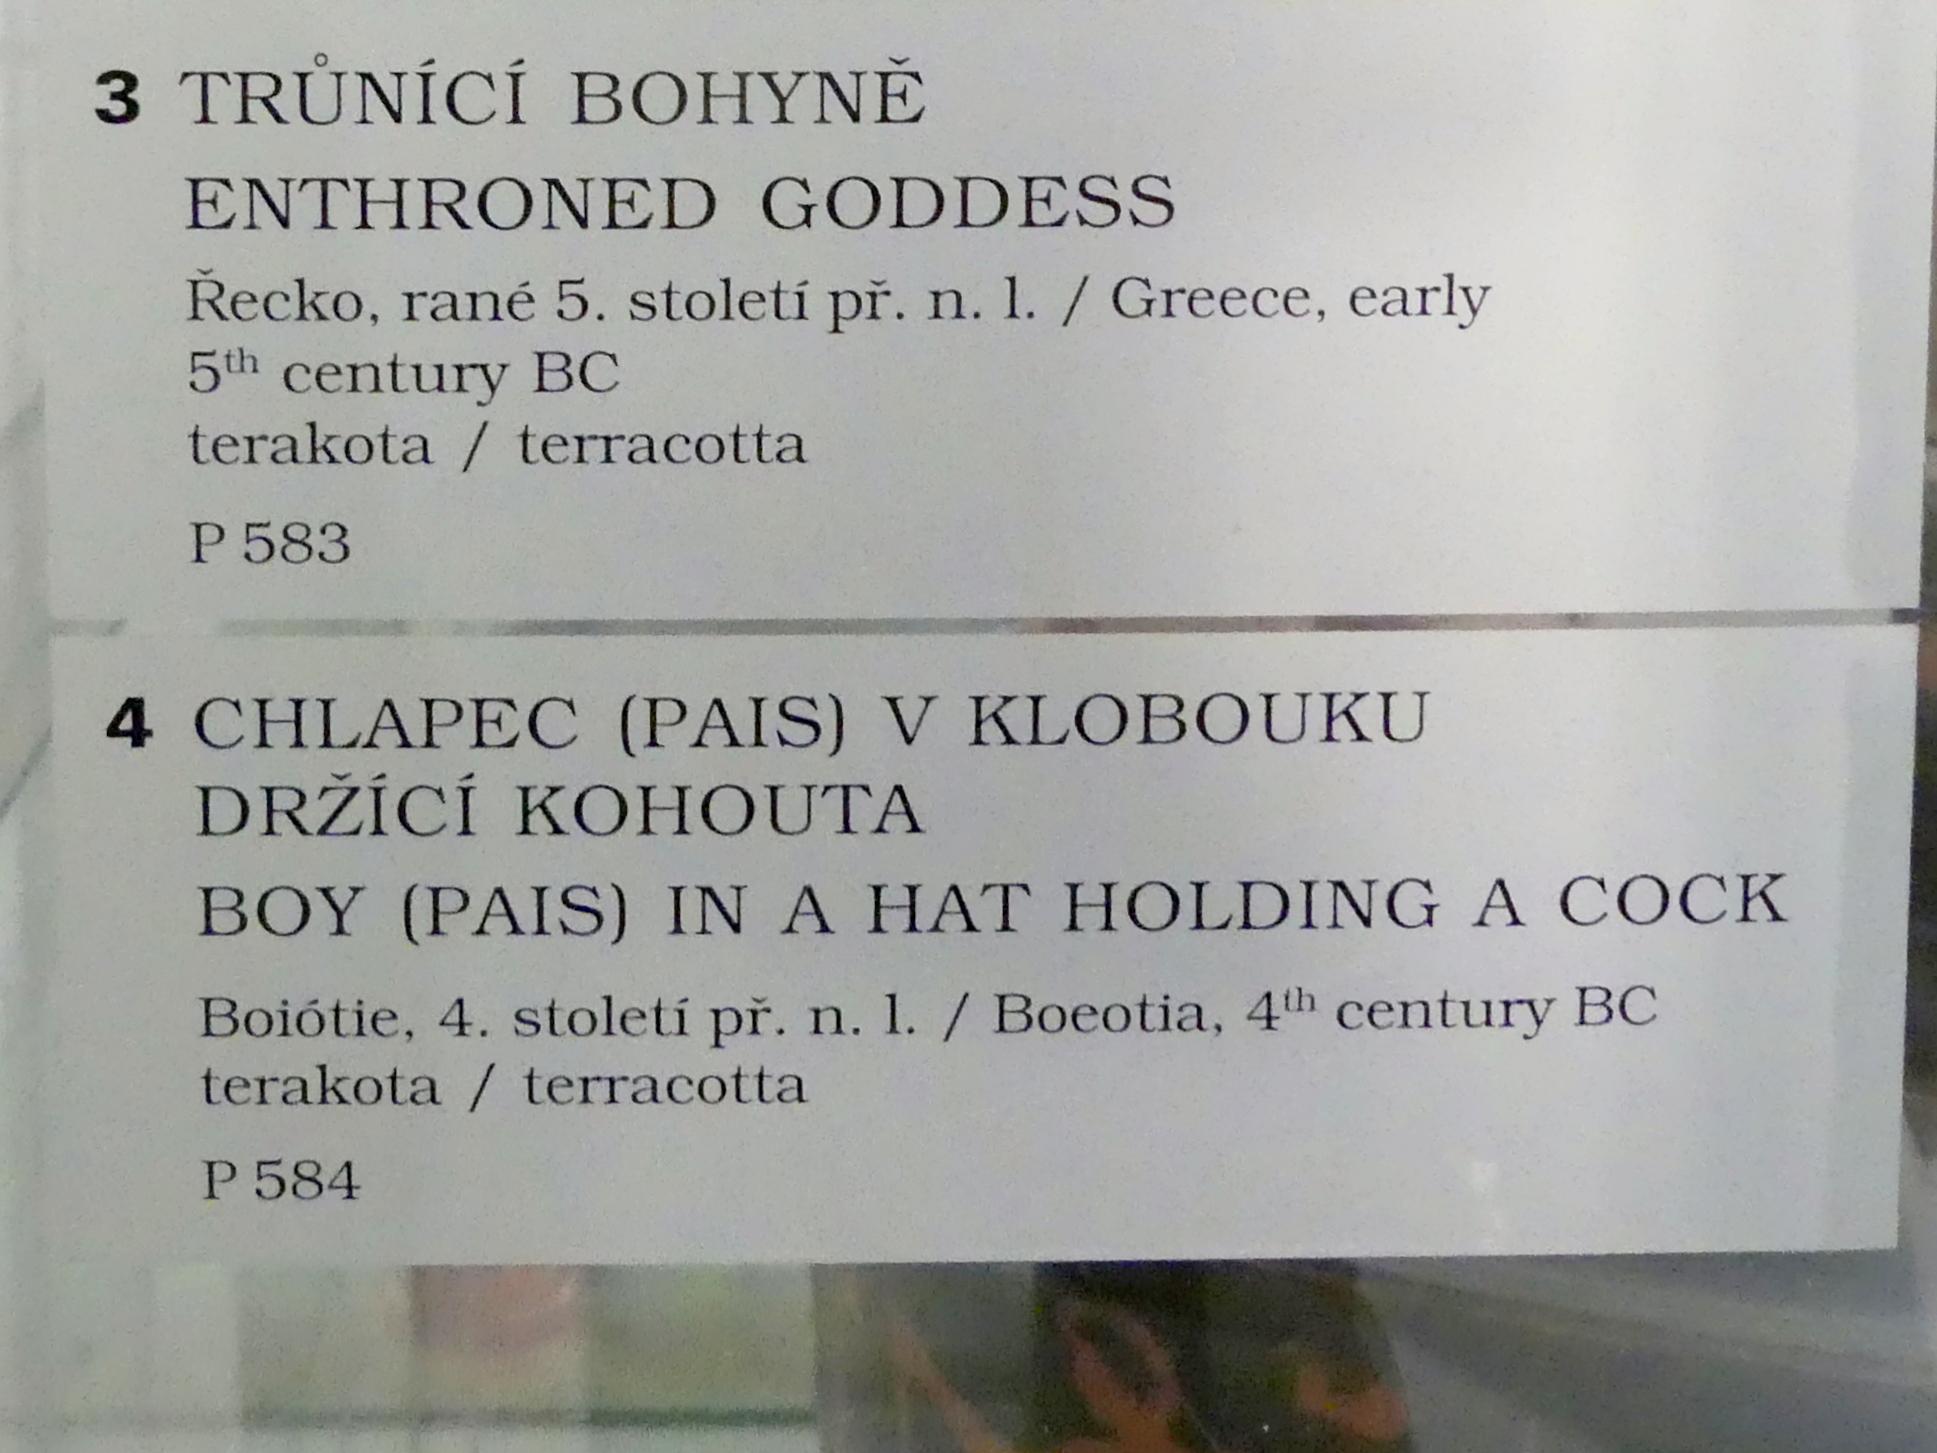 3 TRŮNÍCÍ BOHYNĚ
ENTHRONED GODDESS
Řecko, rané 5. století př. n. l. / Greece, early
5th century BC
terakota / terracotta
P 583
4 CHLAPEC (PAIS) V KLOBOUKU
DRŽÍCÍ KOHOUTA
BOY (PAIS) IN A HAT HOLDING A COCK
Boiótie, 4. století př. n. l. / Boeotia, 4th century BC
terakota / terracotta
P 584